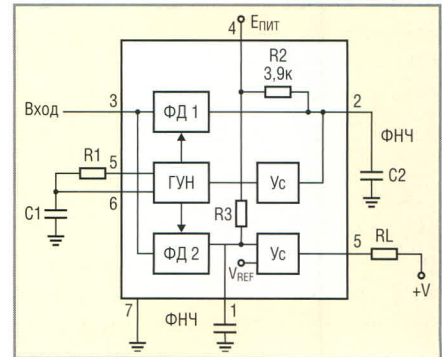 4 Eпит
R2
3,9к
Вход 3 ФД 1 2
ФНЧ
R1 5 ГУН Ус C2
C1 6 R3
ФД 2 Ус 5 RL
VREF
+V
7 ФНЧ 1